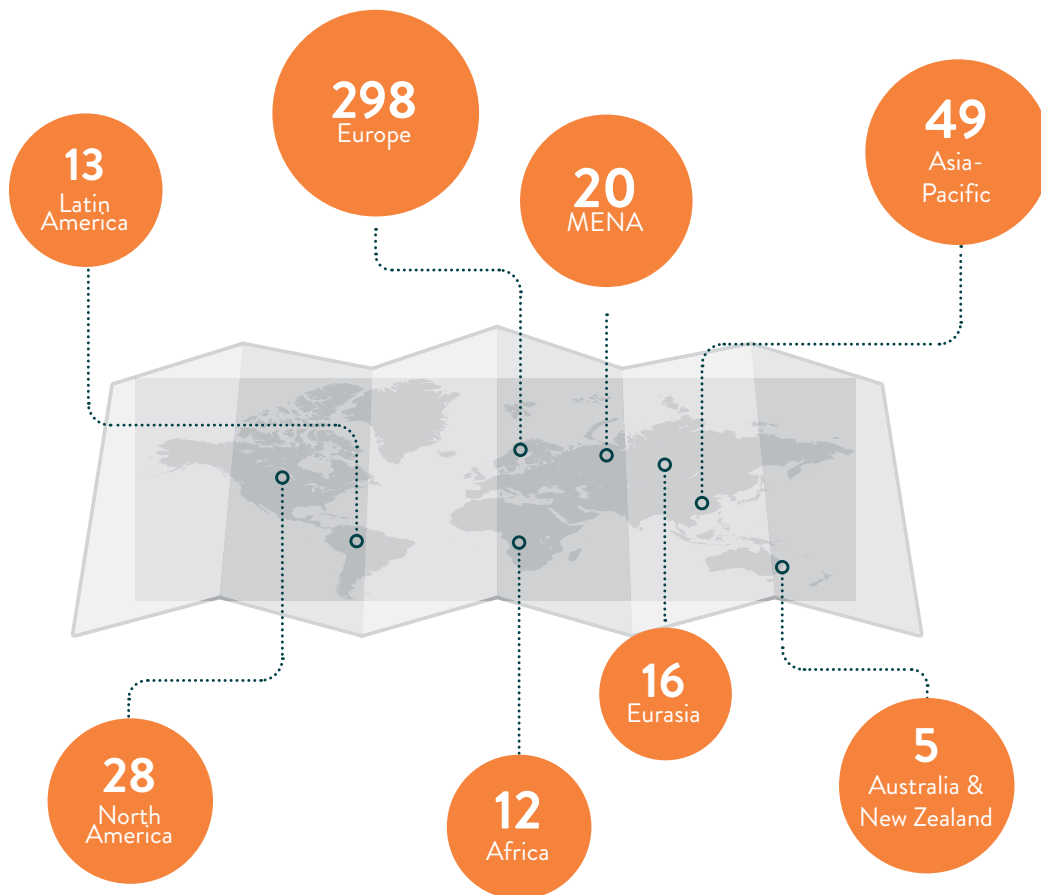 298
Europe
49
Asia-
Pacific
13
Latin
America
20
MENA
16
Eurasia
28
North
America
12
Africa
5
Australia &
New Zealand